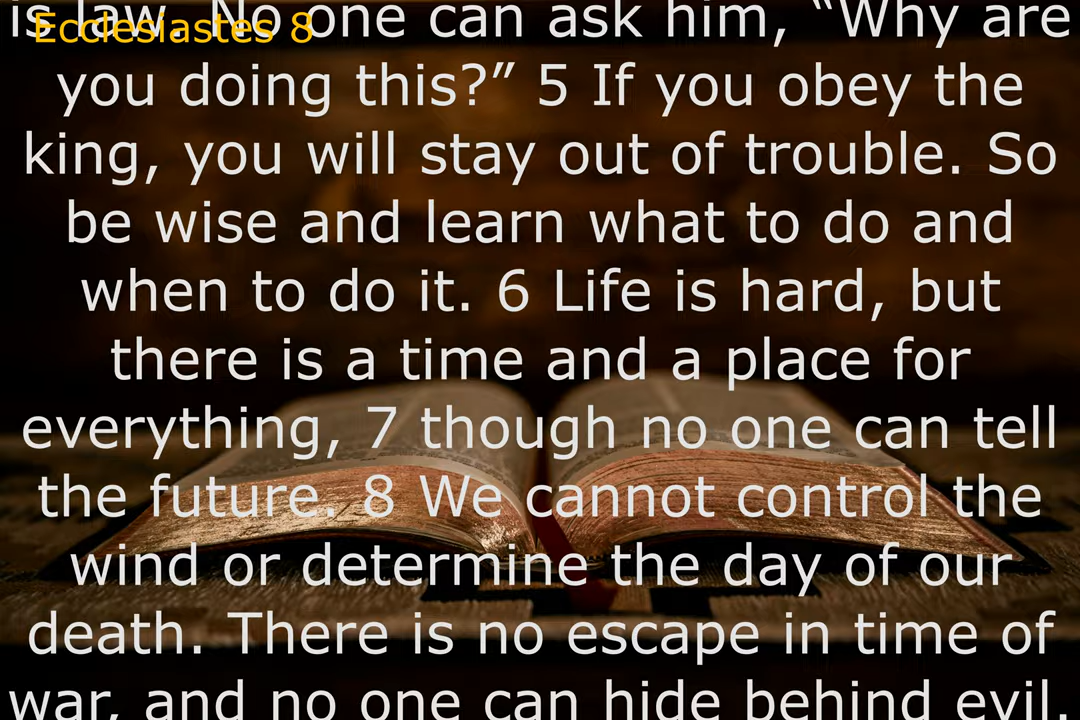 Ecclesiastes 8
is law. No one can ask him, “Why are
you doing this?” 5 If you obey the
king, you will stay out of trouble. So
be wise and learn what to do and
when to do it. 6 Life is hard, but
there is a time and a place for
everything, 7 though no one can tell
the future. 8 We cannot control the
wind or determine the day of our
death. There is no escape in time of
war, and no one can hide behind evil.